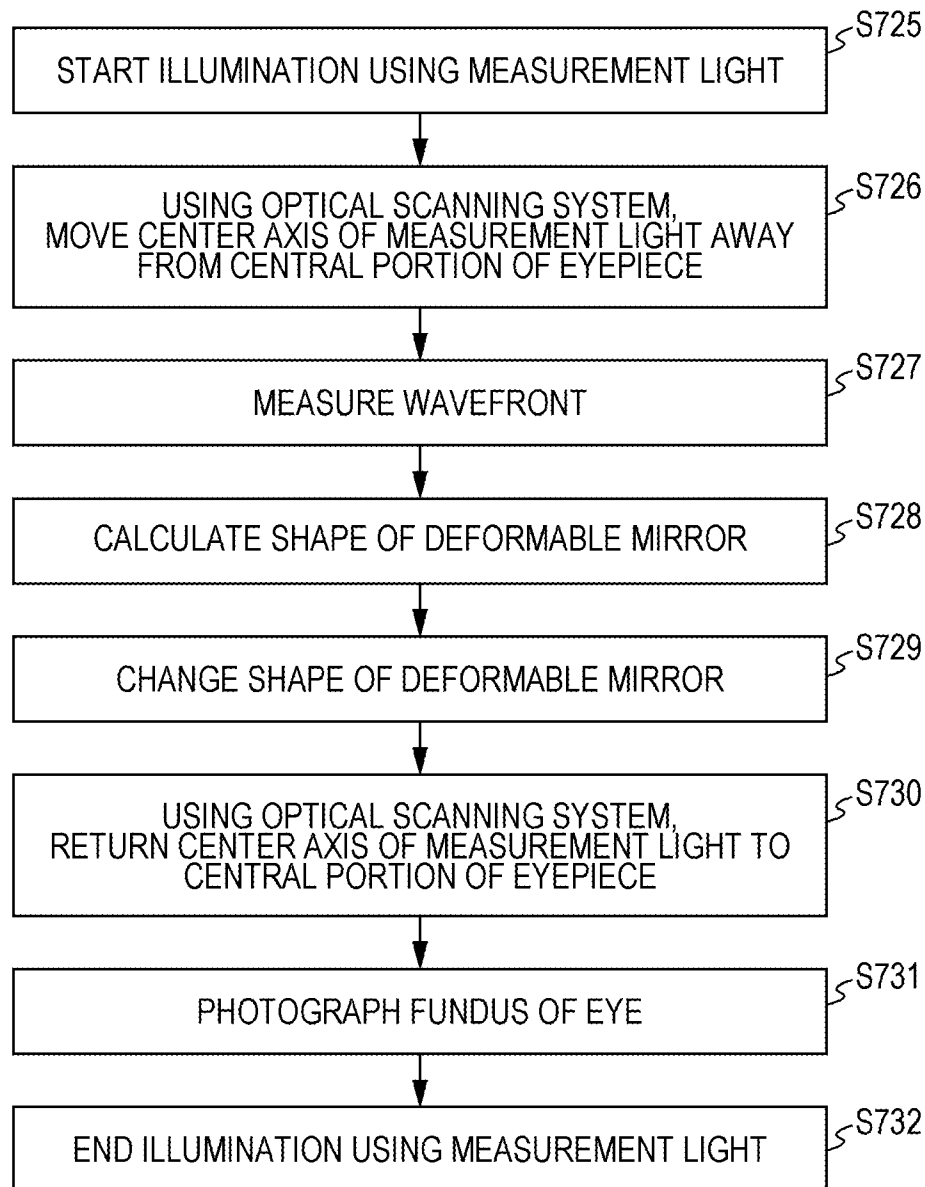 S725
START ILLUMINATION USING MEASUREMENT LIGHT
S726
USING OPTICAL SCANNING SYSTEM,
MOVE CENTER AXIS OF MEASUREMENT LIGHT AWAY
FROM CENTRAL PORTION OF EYEPIECE
S727
MEASURE WAVEFRONT
S728
CALCULATE SHAPE OF DEFORMABLE MIRROR
S729
CHANGE SHAPE OF DEFORMABLE MIRROR
S730
USING OPTICAL SCANNING SYSTEM,
RETURN CENTER AXIS OF MEASUREMENT LIGHT TO
CENTRAL PORTION OF EYEPIECE
S731
PHOTOGRAPH FUNDUS OF EYE
S732
END ILLUMINATION USING MEASUREMENT LIGHT